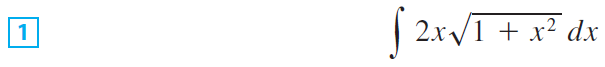 1 ∫ 2x√(1 + x²) dx